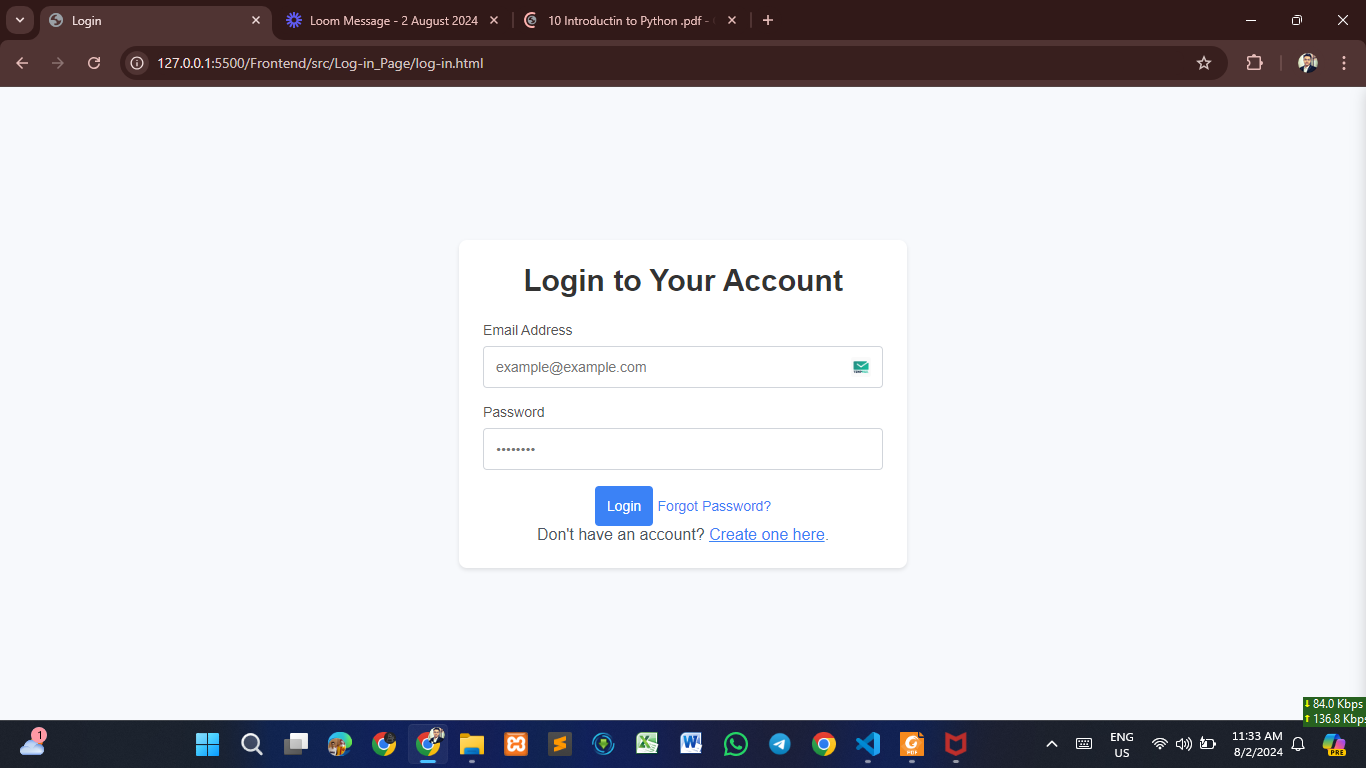 Login
Loom Message - 2 August 2024
10 Introductin to Python .pdf -
127.0.0.1:5500/Frontend/src/Log-in_Page/log-in.html
Login to Your Account
Email Address
example@example.com
Password
••••••••
Login Forgot Password?
Don't have an account? Create one here.
84.0 Kbps
136.8 Kbps
1
ENG
US
11:33 AM
8/2/2024
PRE